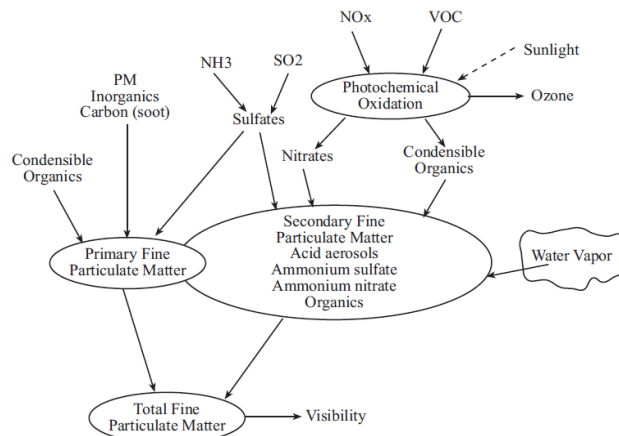 NOx
VOC
Sunlight
NH3
SO2
PM
Inorganics
Carbon (soot)
Photochemical
Oxidation
Ozone
Sulfates
Condensible
Organics
Nitrates
Condensible
Organics
Secondary Fine
Particulate Matter
Acid aerosols
Ammonium sulfate
Ammonium nitrate
Organics
Primary Fine
Particulate Matter
Water Vapor
Total Fine
Particulate Matter
Visibility